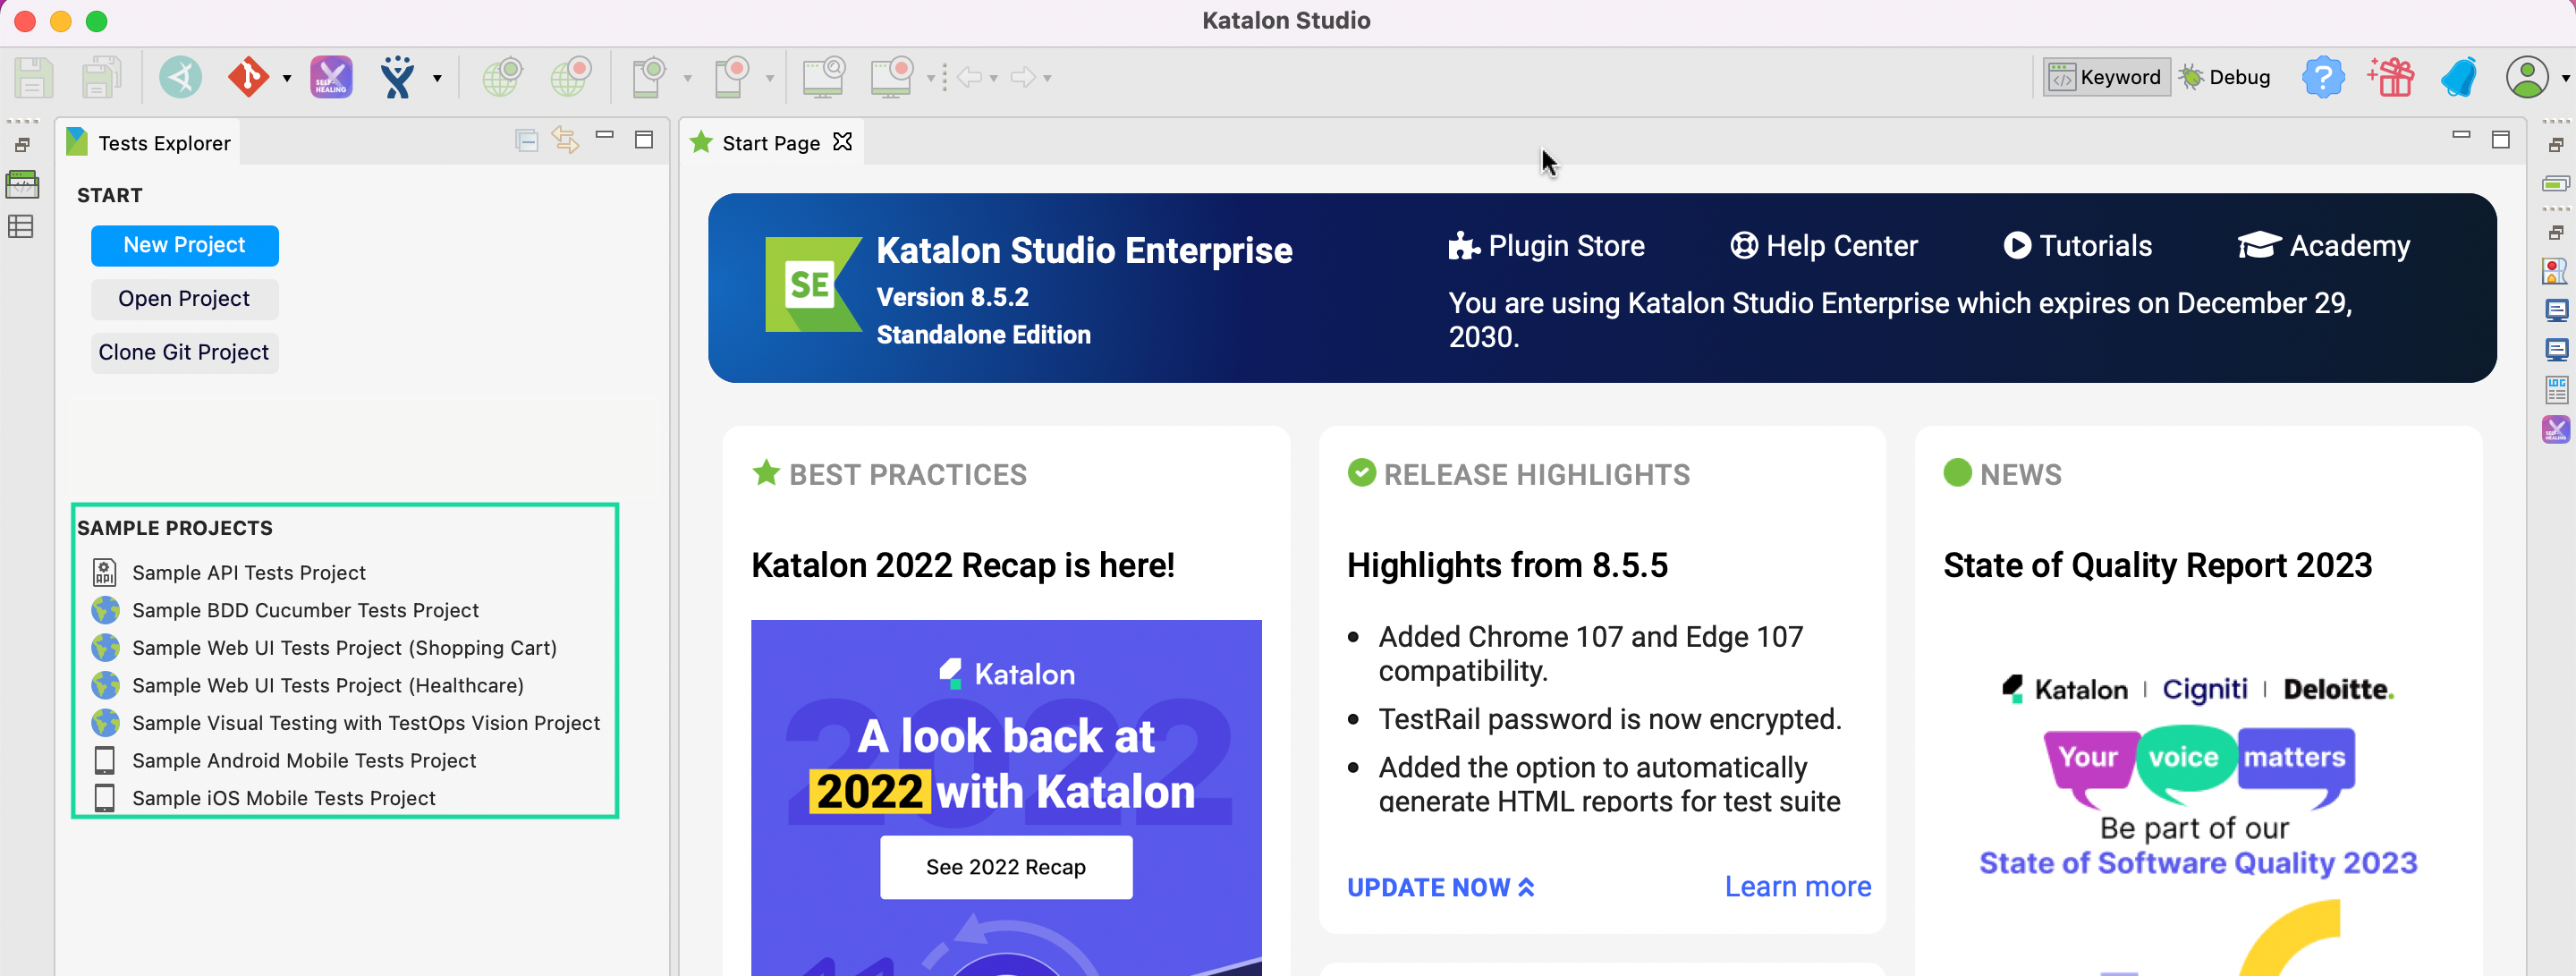 Katalon Studio
SELF-HEALING
Keyword
Debug
Tests Explorer
Start Page
START
New Project
Open Project
Clone Git Project
SAMPLE PROJECTS
API
Sample API Tests Project
Sample BDD Cucumber Tests Project
Sample Web UI Tests Project (Shopping Cart)
Sample Web UI Tests Project (Healthcare)
Sample Visual Testing with TestOps Vision Project
Sample Android Mobile Tests Project
Sample iOS Mobile Tests Project
SE
Katalon Studio Enterprise
Version 8.5.2
Standalone Edition
Plugin Store
Help Center
Tutorials
Academy
You are using Katalon Studio Enterprise which expires on December 29,
2030.
BEST PRACTICES
Katalon 2022 Recap is here!
Katalon
2022
A look back at
2022 with Katalon
See 2022 Recap
RELEASE HIGHLIGHTS
Highlights from 8.5.5
• Added Chrome 107 and Edge 107
compatibility.
• TestRail password is now encrypted.
• Added the option to automatically
generate HTML reports for test suite
UPDATE NOW
Learn more
NEWS
State of Quality Report 2023
Katalon | Cigniti | Deloitte.
Your voice matters
Be part of our
State of Software Quality 2023
LOG